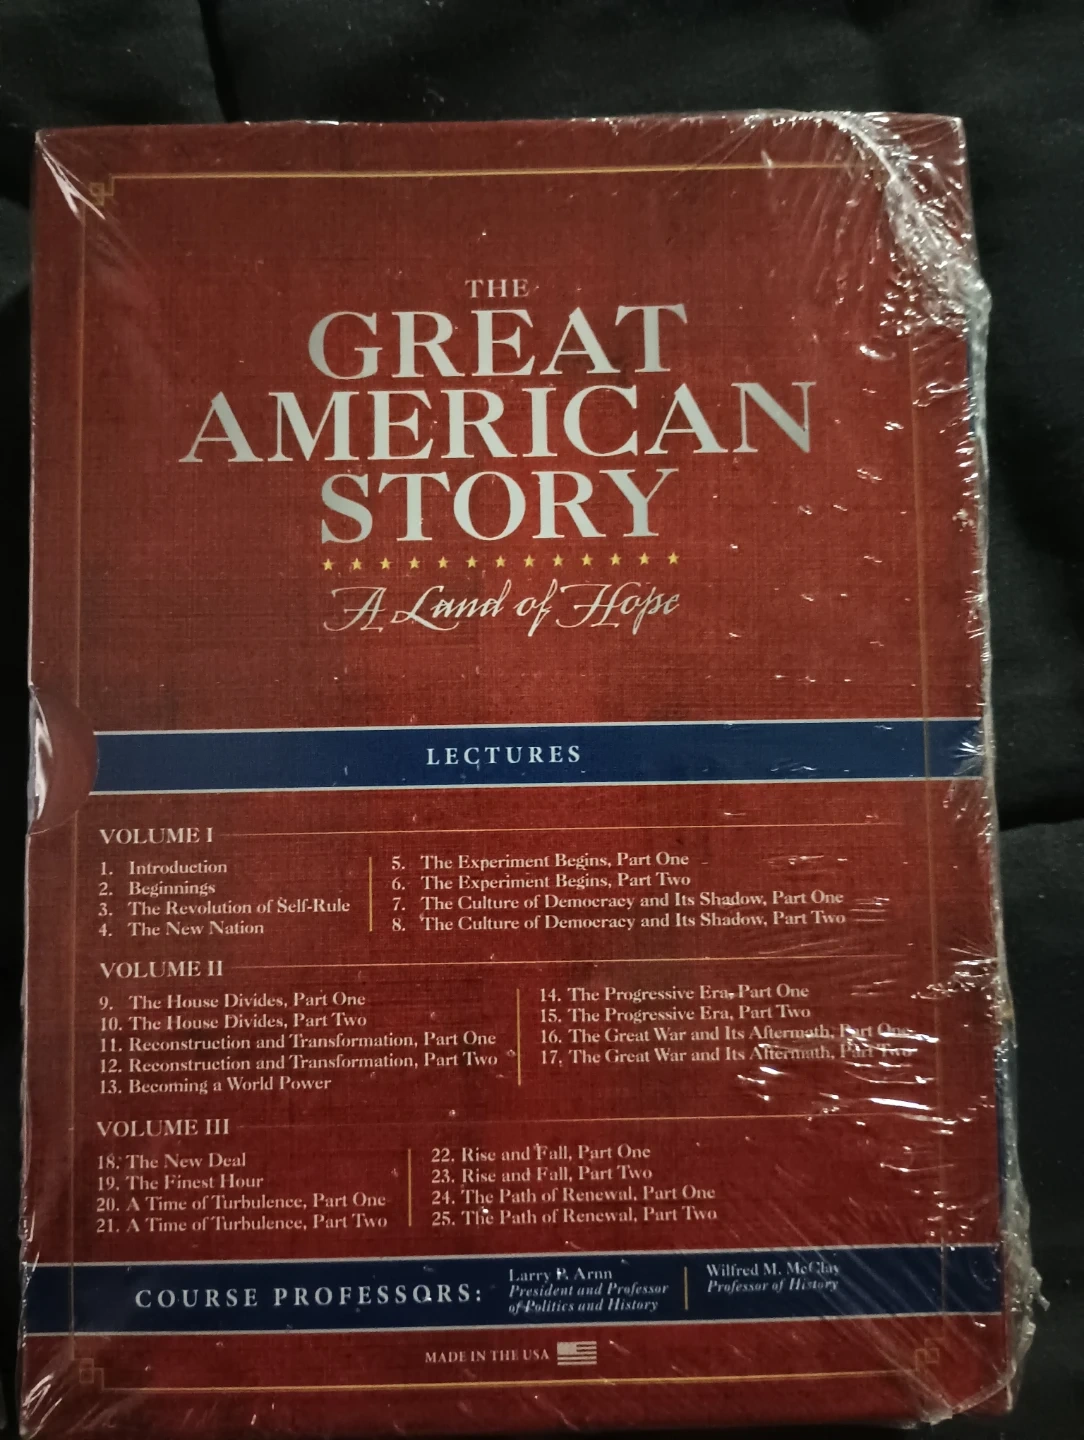 THE
GREAT
AMERICAN
STORY
A Land of Hope
LECTURES
VOLUME I
1. Introduction
2. Beginnings
3. The Revolution of Self-Rule
4. The New Nation
5. The Experiment Begins, Part One
6. The Experiment Begins, Part Two
7. The Culture of Democracy and Its Shadow, Part One
8. The Culture of Democracy and Its Shadow, Part Two
VOLUME II
9. The House Divides, Part One
10. The House Divides, Part Two
11. Reconstruction and Transformation, Part One
12. Reconstruction and Transformation, Part Two
13. Becoming a World Power
14. The Progressive Era, Part One
15. The Progressive Era, Part Two
16. The Great War and Its Aftermath, Part One
17. The Great War and Its Aftermath, Part Two
VOLUME III
18. The New Deal
19. The Finest Hour
20. A Time of Turbulence, Part One
21. A Time of Turbulence, Part Two
22. Rise and Fall, Part One
23. Rise and Fall, Part Two
24. The Path of Renewal, Part One
25. The Path of Renewal, Part Two
COURSE PROFESSORS:
Larry P. Arnn
President and Professor
of Politics and History
Wilfred M. McClay
Professor of History
MADE IN THE USA